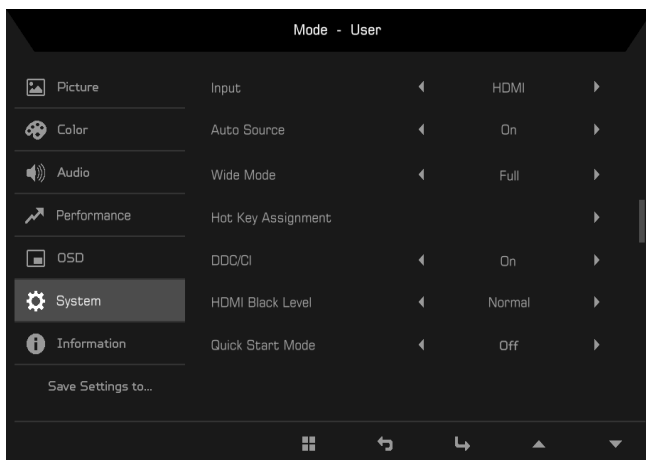 Mode - User
Picture
Input HDMI
Color
Auto Source On
Audio
Wide Mode Full
Performance
Hot Key Assignment
OSD
DDC/CI On
System
HDMI Black Level Normal
Information
Quick Start Mode Off
Save Settings to...